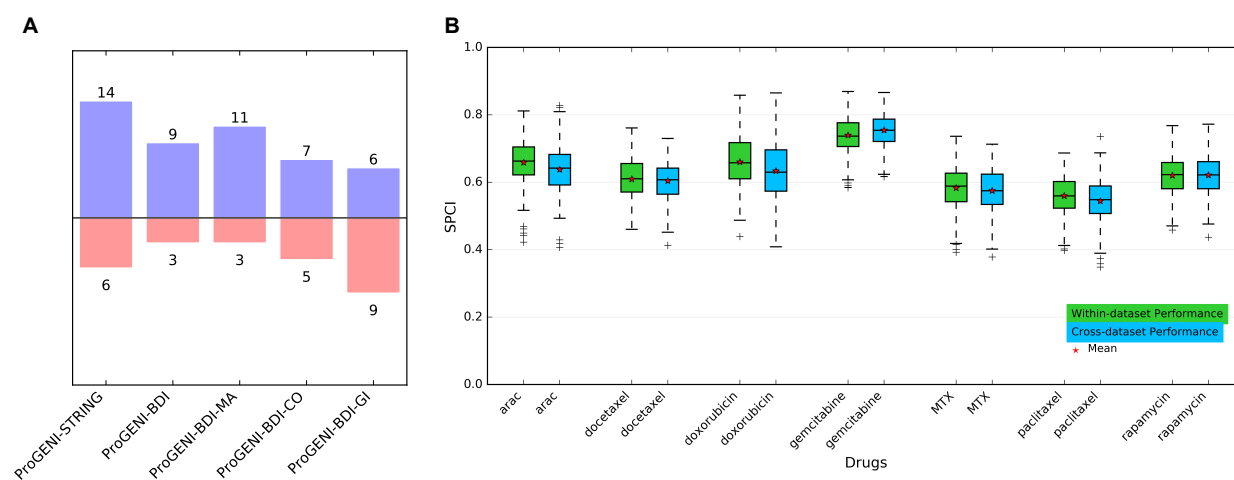 A
14
9
11
7
6
6
3
3
5
9
ProGENI-STRING
ProGENI-BDI
ProGENI-BDI-MA
ProGENI-BDI-CO
ProGENI-BDI-GI
B
1.0
0.8
0.6
0.4
0.2
0.0
SPCI
Within-dataset Performance
Cross-dataset Performance
Mean
arac
arac
docetaxel
docetaxel
doxorubicin
doxorubicin
gemcitabine
gemcitabine
MTX
MTX
paclitaxel
paclitaxel
rapamycin
rapamycin
Drugs